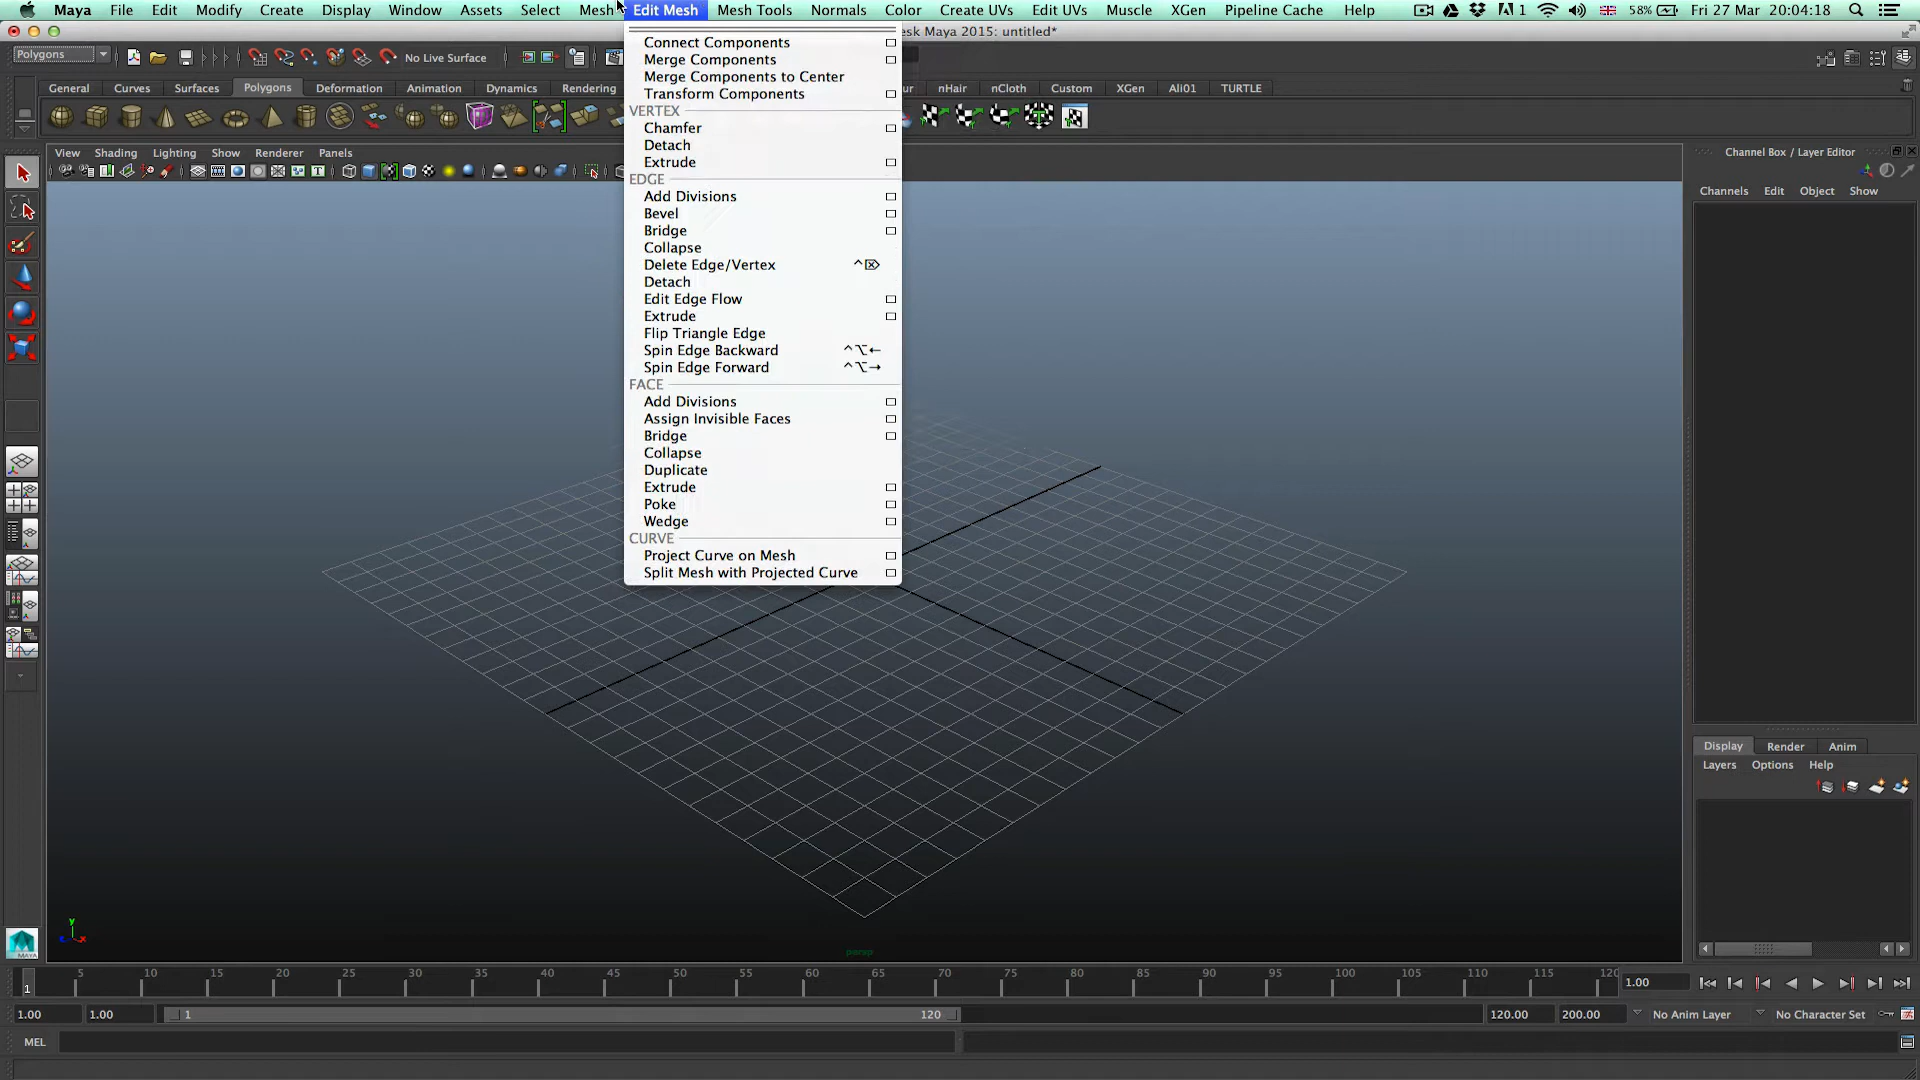 Maya File Edit Modify Create Display Window Assets Select Mesh Edit Mesh Mesh Tools Normals Color Create UVs Edit UVs Muscle XGen Pipeline Cache Help 1 58% Fri 27 Mar 20:04:18
sk Maya 2015: untitled*
Polygons No Live Surface
General Curves Surfaces Polygons Deformation Animation Dynamics Rendering ur nHair nCloth Custom XGen Ali01 TURTLE
View Shading Lighting Show Renderer Panels
Connect Components
Merge Components
Merge Components to Center
Transform Components
VERTEX
Chamfer
Detach
Extrude
EDGE
Add Divisions
Bevel
Bridge
Collapse
Delete Edge/Vertex ^⌦
Detach
Edit Edge Flow
Extrude
Flip Triangle Edge
Spin Edge Backward ^⌥←
Spin Edge Forward ^⌥→
FACE
Add Divisions
Assign Invisible Faces
Bridge
Collapse
Duplicate
Extrude
Poke
Wedge
CURVE
Project Curve on Mesh
Split Mesh with Projected Curve
Channel Box / Layer Editor
Channels Edit Object Show
Display Render Anim
Layers Options Help
MAYA
y
x
persp
5 10 15 20 25 30 35 40 45 50 55 60 65 70 75 80 85 90 95 100 105 110 115 120
1 1.00
1.00 1.00 1 120 120.00 200.00 No Anim Layer No Character Set
MEL